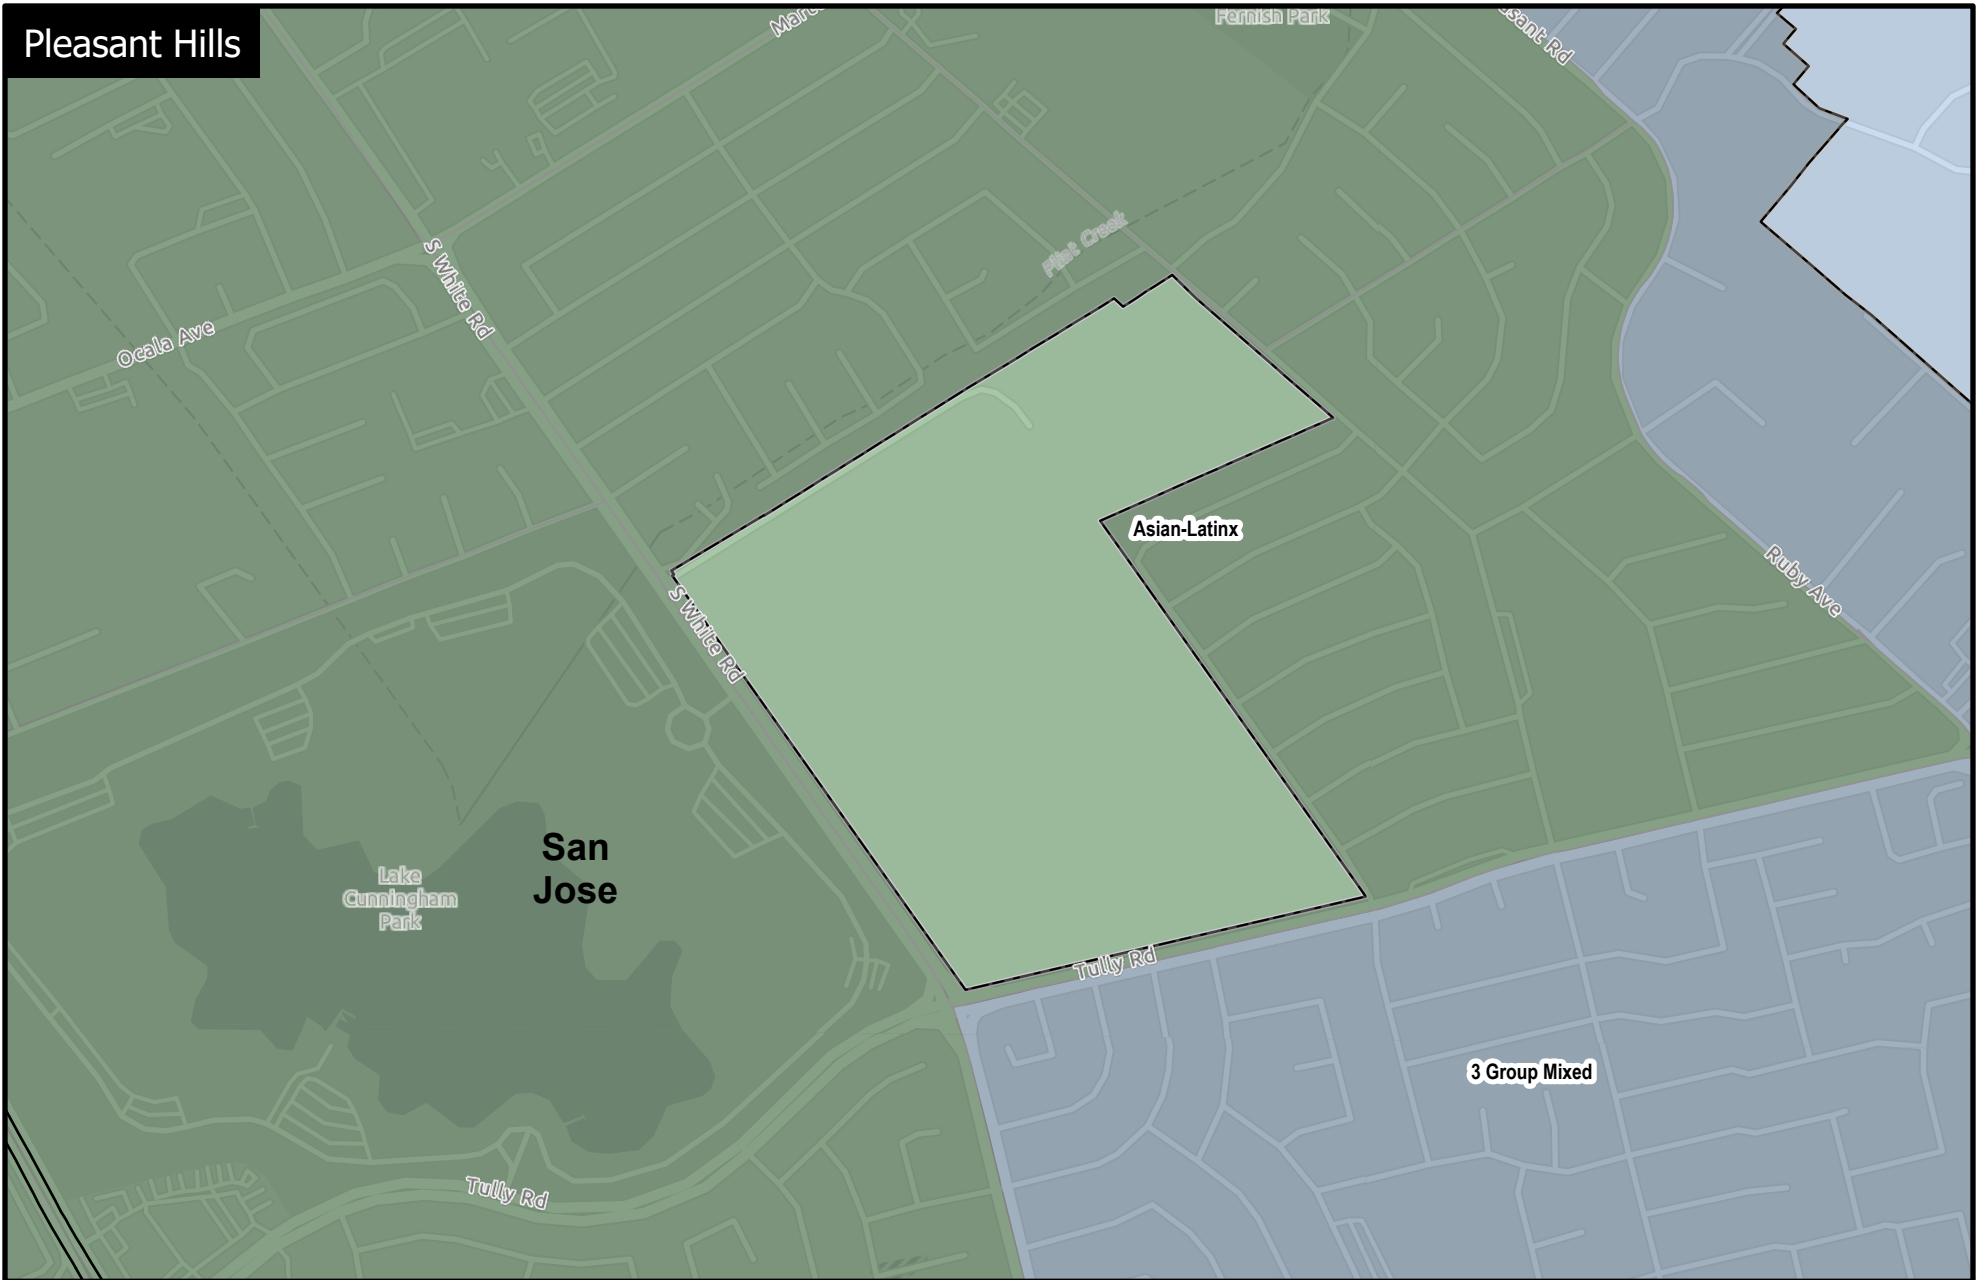 Pleasant Hills
Fernish Park
S White Rd
Flint Creek
Ocala Ave
Asian-Latinx
Ruby Ave
S White Rd
San
Jose
Lake
Cunningham
Park
Tully Rd
3 Group Mixed
Tully Rd